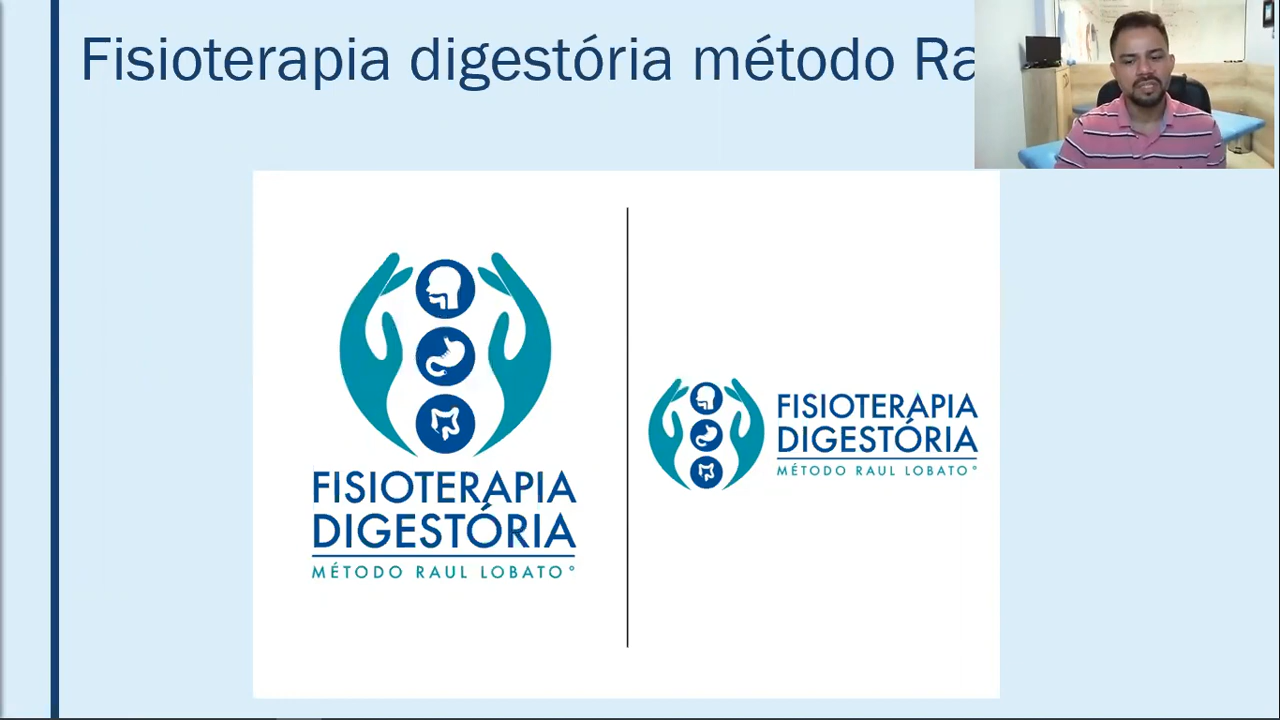 Fisioterapia digestória método Ra
FISIOTERAPIA
DIGESTÓRIA
MÉTODO RAUL LOBATO°
FISIOTERAPIA
DIGESTÓRIA
MÉTODO RAUL LOBATO°